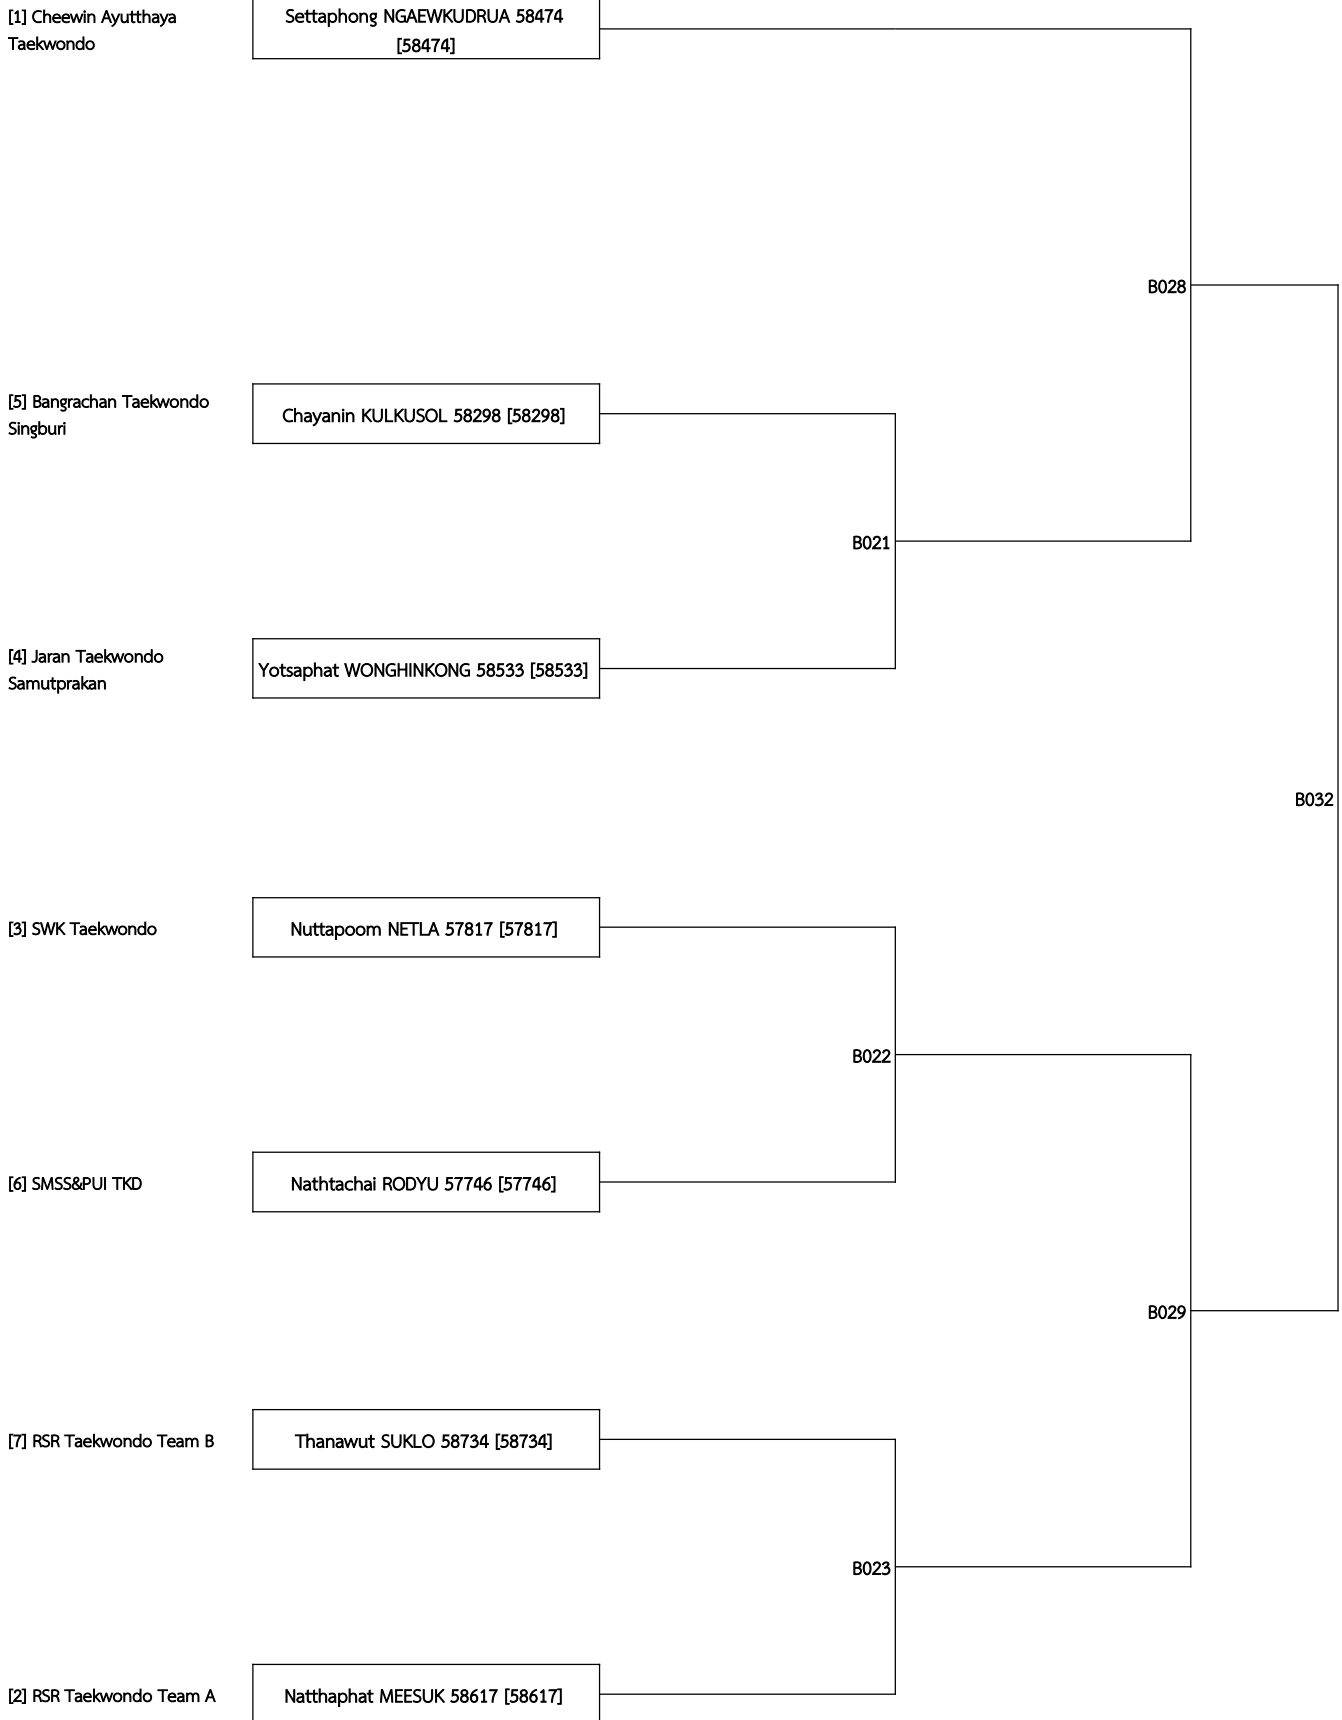 [1] Cheewin Ayutthaya
Taekwondo
Settaphong NGAEWKUDRUA 58474
[58474]
B028
[5] Bangrachan Taekwondo
Singburi
Chayanin KULKUSOL 58298 [58298]
B021
[4] Jaran Taekwondo
Samutprakan
Yotsaphat WONGHINKONG 58533 [58533]
B032
[3] SWK Taekwondo
Nuttapoom NETLA 57817 [57817]
B022
[6] SMSS&PUI TKD
Nathtachai RODYU 57746 [57746]
B029
[7] RSR Taekwondo Team B
Thanawut SUKLO 58734 [58734]
B023
[2] RSR Taekwondo Team A
Natthaphat MEESUK 58617 [58617]